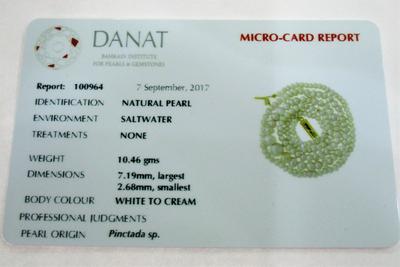 DANAT
BAHRAIN INSTITUTE
FOR PEARLS & GEMSTONES
MICRO-CARD REPORT
Report: 100964 7 September, 2017
IDENTIFICATION NATURAL PEARL
ENVIRONMENT SALTWATER
TREATMENTS NONE
WEIGHT 10.46 gms
DIMENSIONS 7.19mm, largest
2.68mm, smallest
BODY COLOUR WHITE TO CREAM
PROFESSIONAL JUDGMENTS
PEARL ORIGIN Pinctada sp.